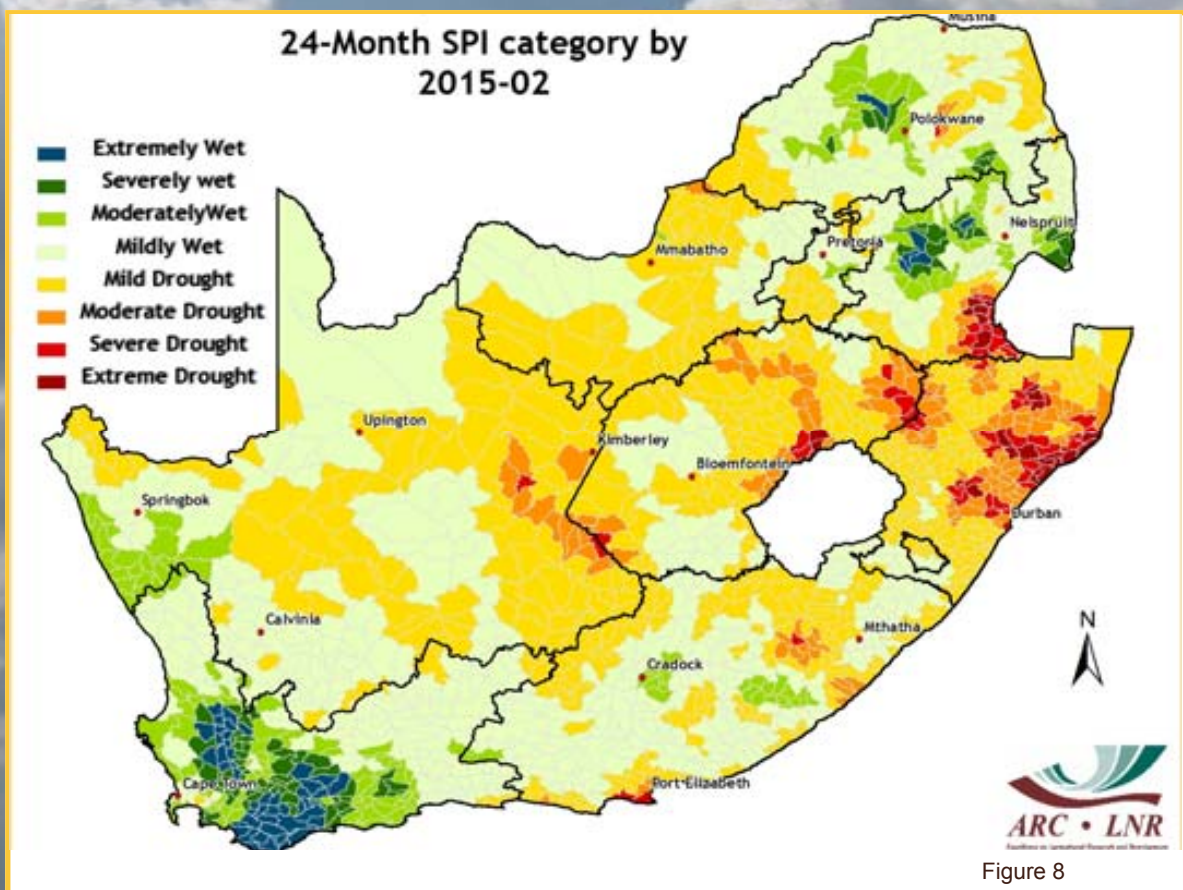 24-Month SPI category by
2015-02
Extremely Wet
Severely wet
ModeratelyWet
Mildly Wet
Mild Drought
Moderate Drought
Severe Drought
Extreme Drought
Musina
Polokwane
Nelspruit
Pretoria
Mmabatho
Upington
Kimberley
Bloemfontein
Springbok
Durban
Calvinia
Mthatha
Cradock
N
Cape Town
Port Elizabeth
ARC • LNR
Figure 8